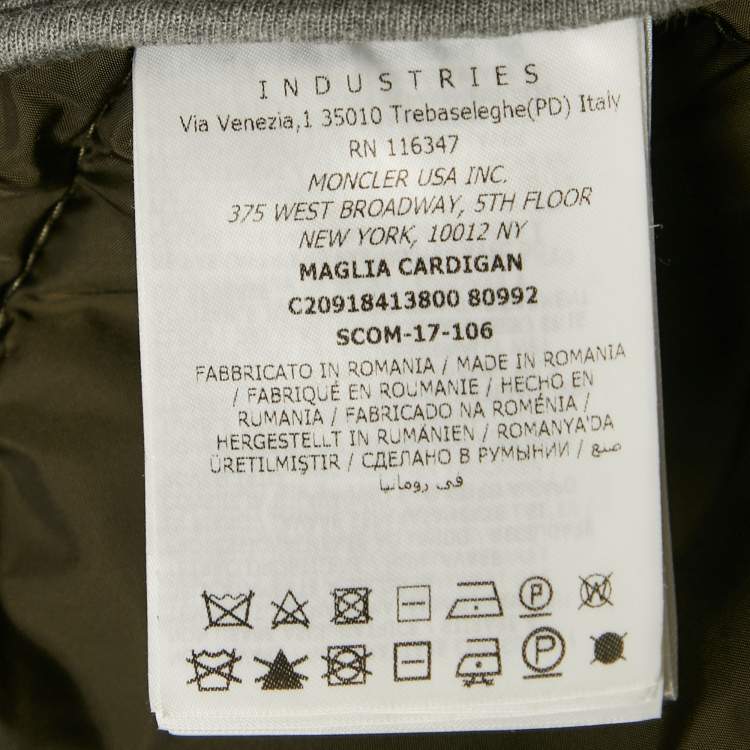 INDUSTRIES
Via Venezia,1 35010 Trebaseleghe(PD) Italy
RN 116347
MONCLER USA INC.
375 WEST BROADWAY, 5TH FLOOR
NEW YORK, 10012 NY
MAGLIA CARDIGAN
C20918413800 80992
SCOM-17-106
FABBRICATO IN ROMANIA / MADE IN ROMANIA
/ FABRIQUÉ EN ROUMANIE / HECHO EN
RUMANIA / FABRICADO NA ROMÉNIA /
HERGESTELLT IN RUMÄNIEN / ROMANYA'DA
ÜRETILMIŞTIR / СДЕЛАНО В РУМЫНИИ / صنع
في رومانيا
P W
P